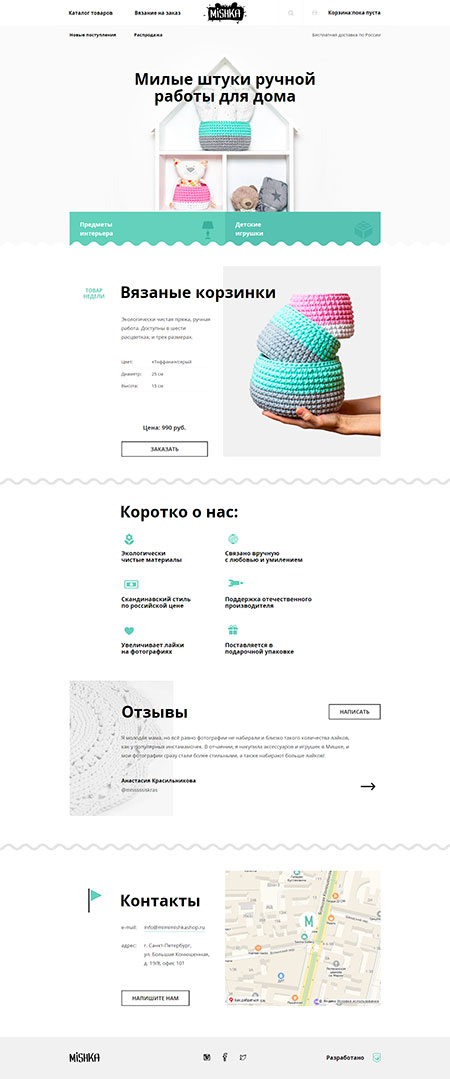 Каталог товаров
Вязание на заказ
MiSHKA
Корзина:пока пуста
Новые поступления
Распродажа
Бесплатная доставка по России
Милые штуки ручной
работы для дома
Предметы
интерьера
Детские
игрушки
ТОВАР
НЕДЕЛИ
Вязаные корзинки
Экологически чистая пряжа, ручная
работа. Доступны в шести
расцветках, и трех размерах.
Цвет:
«Тиффани»/серый
Диаметр:
25 см
Высота:
15 см
Цена: 990 руб.
ЗАКАЗАТЬ
Коротко о нас:
Экологически
чистые материалы
Связано вручную
с любовью и умилением
Скандинавский стиль
по российской цене
Поддержка отечественного
производителя
Увеличивает лайки
на фотографиях
Поставляется в
подарочной упаковке
Отзывы
НАПИСАТЬ
Я молодая мама, но всё равно фотографии не набирали и близко такого количества лайков,
как у популярных инстамамочек. В отчаянии, я накупила аксессуаров и игрушек в Мишке, и
мои фотографии сразу стали более стильными, а также набирают больше лайков!
Анастасия Красильникова
Контакты
e-mail:
info@mimimishkashop.ru
адрес:
г. Санкт-Петербург,
ул. Большая Конюшенная,
д. 19/8, офис 101
НАПИШИТЕ НАМ
M
MiSHKA
Разработано